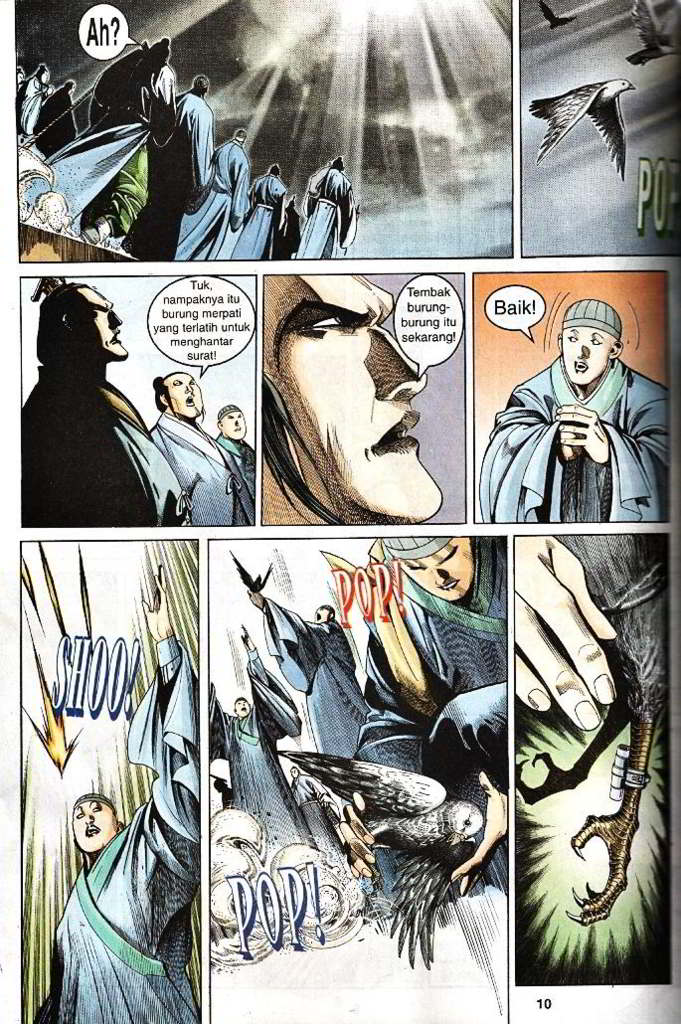 Ah?
POP
Tuk,
nampaknya itu
burung merpati
yang terlatih untuk
menghantar
surat!
Tembak
burung-
burung itu
sekarang!
Baik!
SHOO!
POP!
POP!
10